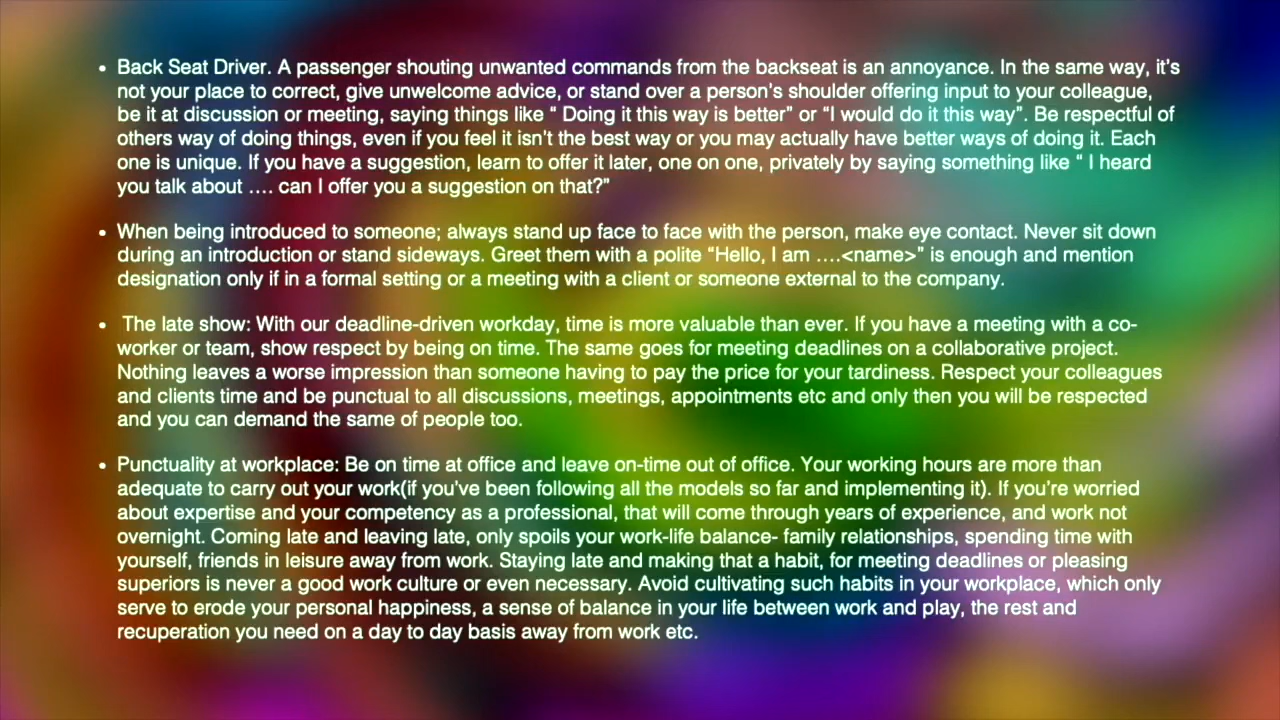 • Back Seat Driver. A passenger shouting unwanted commands from the backseat is an annoyance. In the same way, it's
not your place to correct, give unwelcome advice, or stand over a person's shoulder offering input to your colleague,
be it at discussion or meeting, saying things like “ Doing it this way is better” or “I would do it this way”. Be respectful of
others way of doing things, even if you feel it isn't the best way or you may actually have better ways of doing it. Each
one is unique. If you have a suggestion, learn to offer it later, one on one, privately by saying something like “ I heard
you talk about …. can I offer you a suggestion on that?”
• When being introduced to someone; always stand up face to face with the person, make eye contact. Never sit down
during an introduction or stand sideways. Greet them with a polite “Hello, I am ….<name>” is enough and mention
designation only if in a formal setting or a meeting with a client or someone external to the company.
• The late show: With our deadline-driven workday, time is more valuable than ever. If you have a meeting with a co-
worker or team, show respect by being on time. The same goes for meeting deadlines on a collaborative project.
Nothing leaves a worse impression than someone having to pay the price for your tardiness. Respect your colleagues
and clients time and be punctual to all discussions, meetings, appointments etc and only then you will be respected
and you can demand the same of people too.
• Punctuality at workplace: Be on time at office and leave on-time out of office. Your working hours are more than
adequate to carry out your work(if you've been following all the models so far and implementing it). If you're worried
about expertise and your competency as a professional, that will come through years of experience, and work not
overnight. Coming late and leaving late, only spoils your work-life balance- family relationships, spending time with
yourself, friends in leisure away from work. Staying late and making that a habit, for meeting deadlines or pleasing
superiors is never a good work culture or even necessary. Avoid cultivating such habits in your workplace, which only
serve to erode your personal happiness, a sense of balance in your life between work and play, the rest and
recuperation you need on a day to day basis away from work etc.